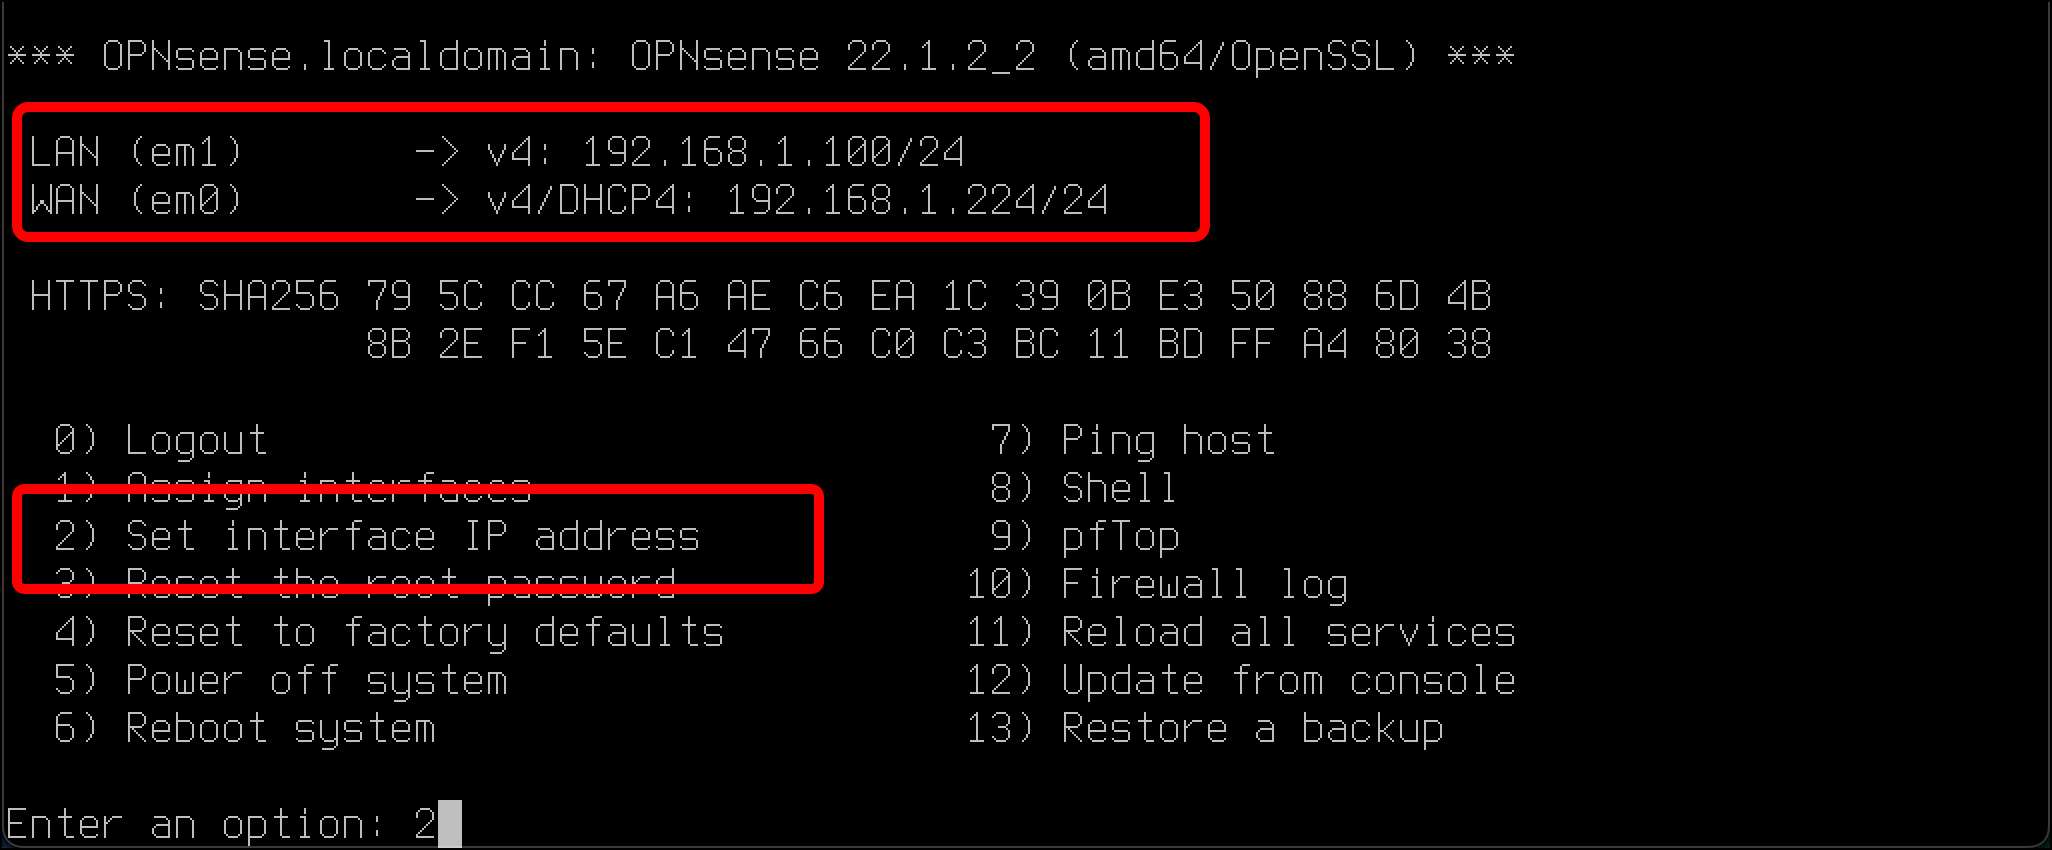 *** OPNsense.localdomain: OPNsense 22.1.2_2 (amd64/OpenSSL) ***
LAN (em1) -> v4: 192.168.1.100/24
WAN (em0) -> v4/DHCP4: 192.168.1.224/24
HTTPS: SHA256 79 5C CC 67 A6 AE C6 EA 1C 39 0B E3 50 88 6D 4B
8B 2E F1 5E C1 47 66 C0 C3 BC 11 BD FF A4 80 38
0) Logout 7) Ping host
1) Assign interfaces 8) Shell
2) Set interface IP address 9) pfTop
3) Reset the root password 10) Firewall log
4) Reset to factory defaults 11) Reload all services
5) Power off system 12) Update from console
6) Reboot system 13) Restore a backup
Enter an option: 2